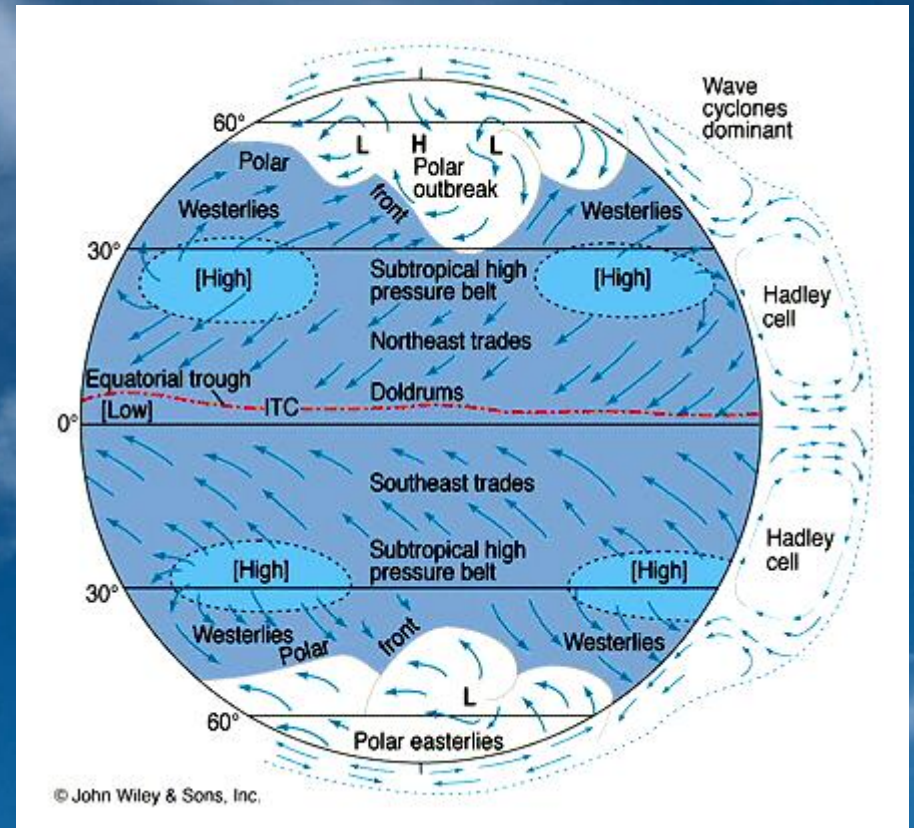 Wave
cyclones
dominant
60°
L H L
Polar
Polar
outbreak
front
Westerlies
Westerlies
30°
[High]
Subtropical high
pressure belt
[High]
Hadley
cell
Northeast trades
Equatorial trough
Doldrums
[Low]
ITC
0°
Southeast trades
Subtropical high
pressure belt
Hadley
cell
[High]
[High]
30°
Westerlies
Polar
front
Westerlies
L
60°
Polar easterlies
© John Wiley & Sons, Inc.